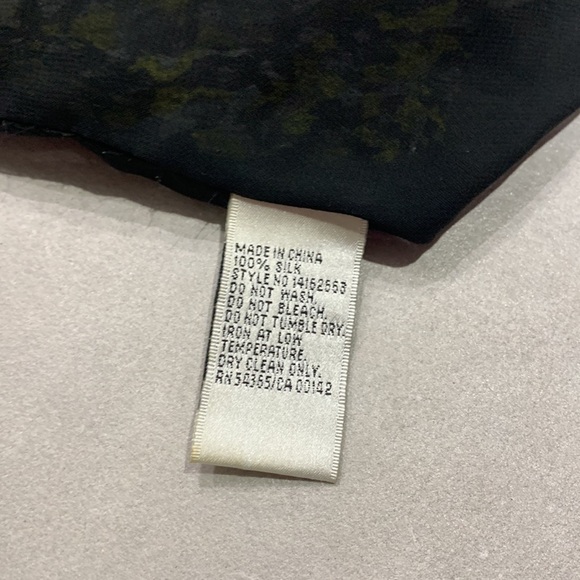 MADE IN CHINA
100% SILK
STYLE NO 14162663
DO NOT WASH.
DO NOT BLEACH.
DO NOT TUMBLE DRY.
IRON AT LOW
TEMPERATURE.
DRY CLEAN ONLY.
RN 54365/CA 00142